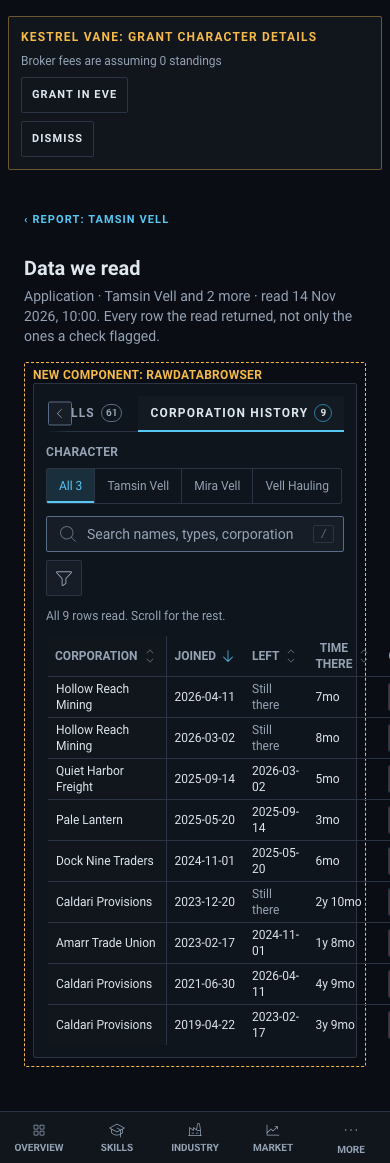 KESTREL VANE: GRANT CHARACTER DETAILS
Broker fees are assuming 0 standings
GRANT IN EVE
DISMISS
‹ REPORT: TAMSIN VELL
Data we read
Application · Tamsin Vell and 2 more · read 14 Nov
2026, 10:00. Every row the read returned, not only the
ones a check flagged.
NEW COMPONENT: RAWDATABROWSER
LLS 61 CORPORATION HISTORY 9
CHARACTER
All 3 Tamsin Vell Mira Vell Vell Hauling
Search names, types, corporation /
All 9 rows read. Scroll for the rest.
CORPORATION JOINED LEFT TIME THERE
Hollow Reach Mining 2026-04-11 Still there 7mo
Hollow Reach Mining 2026-03-02 Still there 8mo
Quiet Harbor Freight 2025-09-14 2026-03-02 5mo
Pale Lantern 2025-05-20 2025-09-14 3mo
Dock Nine Traders 2024-11-01 2025-05-20 6mo
Caldari Provisions 2023-12-20 Still there 2y 10mo
Amarr Trade Union 2023-02-17 2024-11-01 1y 8mo
Caldari Provisions 2021-06-30 2026-04-11 4y 9mo
Caldari Provisions 2019-04-22 2023-02-17 3y 9mo
OVERVIEW SKILLS INDUSTRY MARKET MORE